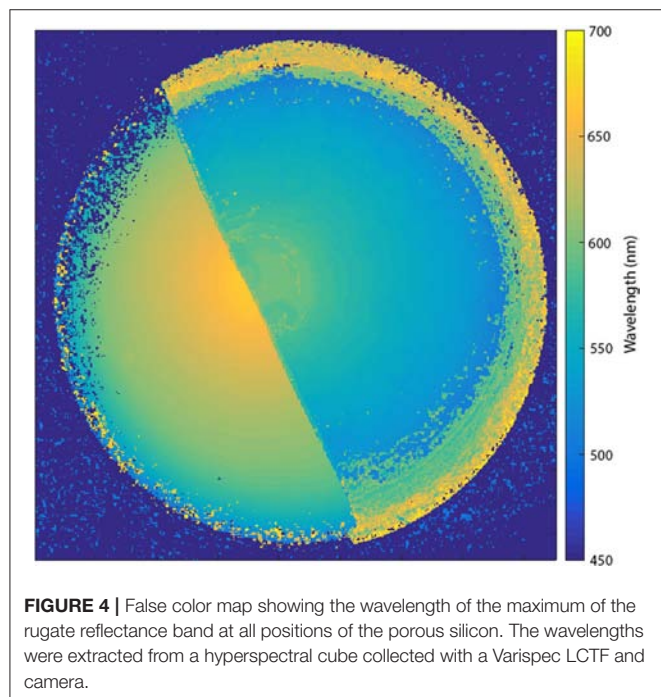 700
650
600
550
500
450
Wavelength (nm)
FIGURE 4 | False color map showing the wavelength of the maximum of the
rugate reflectance band at all positions of the porous silicon. The wavelengths
were extracted from a hyperspectral cube collected with a Varispec LCTF and
camera.